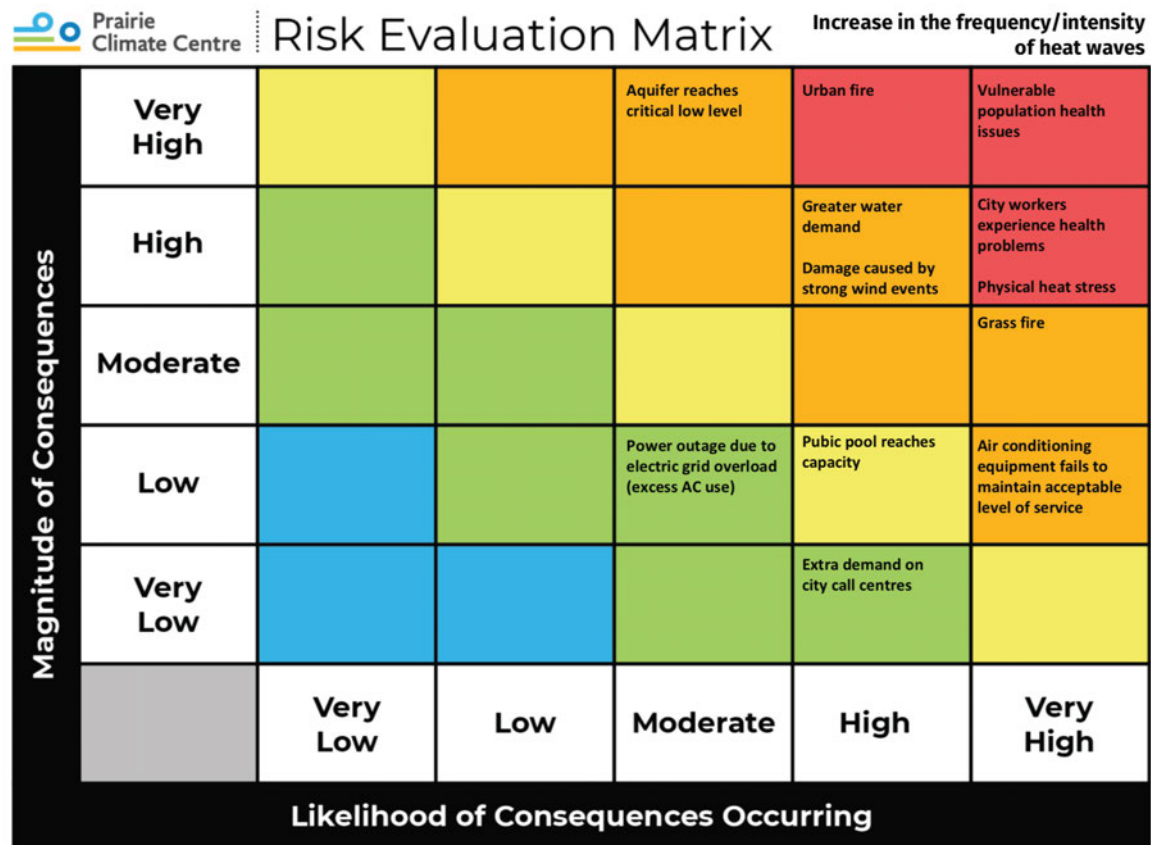 Prairie
Climate Centre
Risk Evaluation Matrix
Increase in the frequency/intensity
of heat waves
Magnitude of Consequences
Very
High
Aquifer reaches
critical low level
Urban fire
Vulnerable
population health
issues
High
Greater water
demand
Damage caused by
strong wind events
City workers
experience health
problems
Physical heat stress
Moderate
Grass fire
Low
Power outage due to
electric grid overload
(excess AC use)
Pubic pool reaches
capacity
Air conditioning
equipment fails to
maintain acceptable
level of service
Very
Low
Extra demand on
city call centres
Very
Low
Low
Moderate
High
Very
High
Likelihood of Consequences Occurring